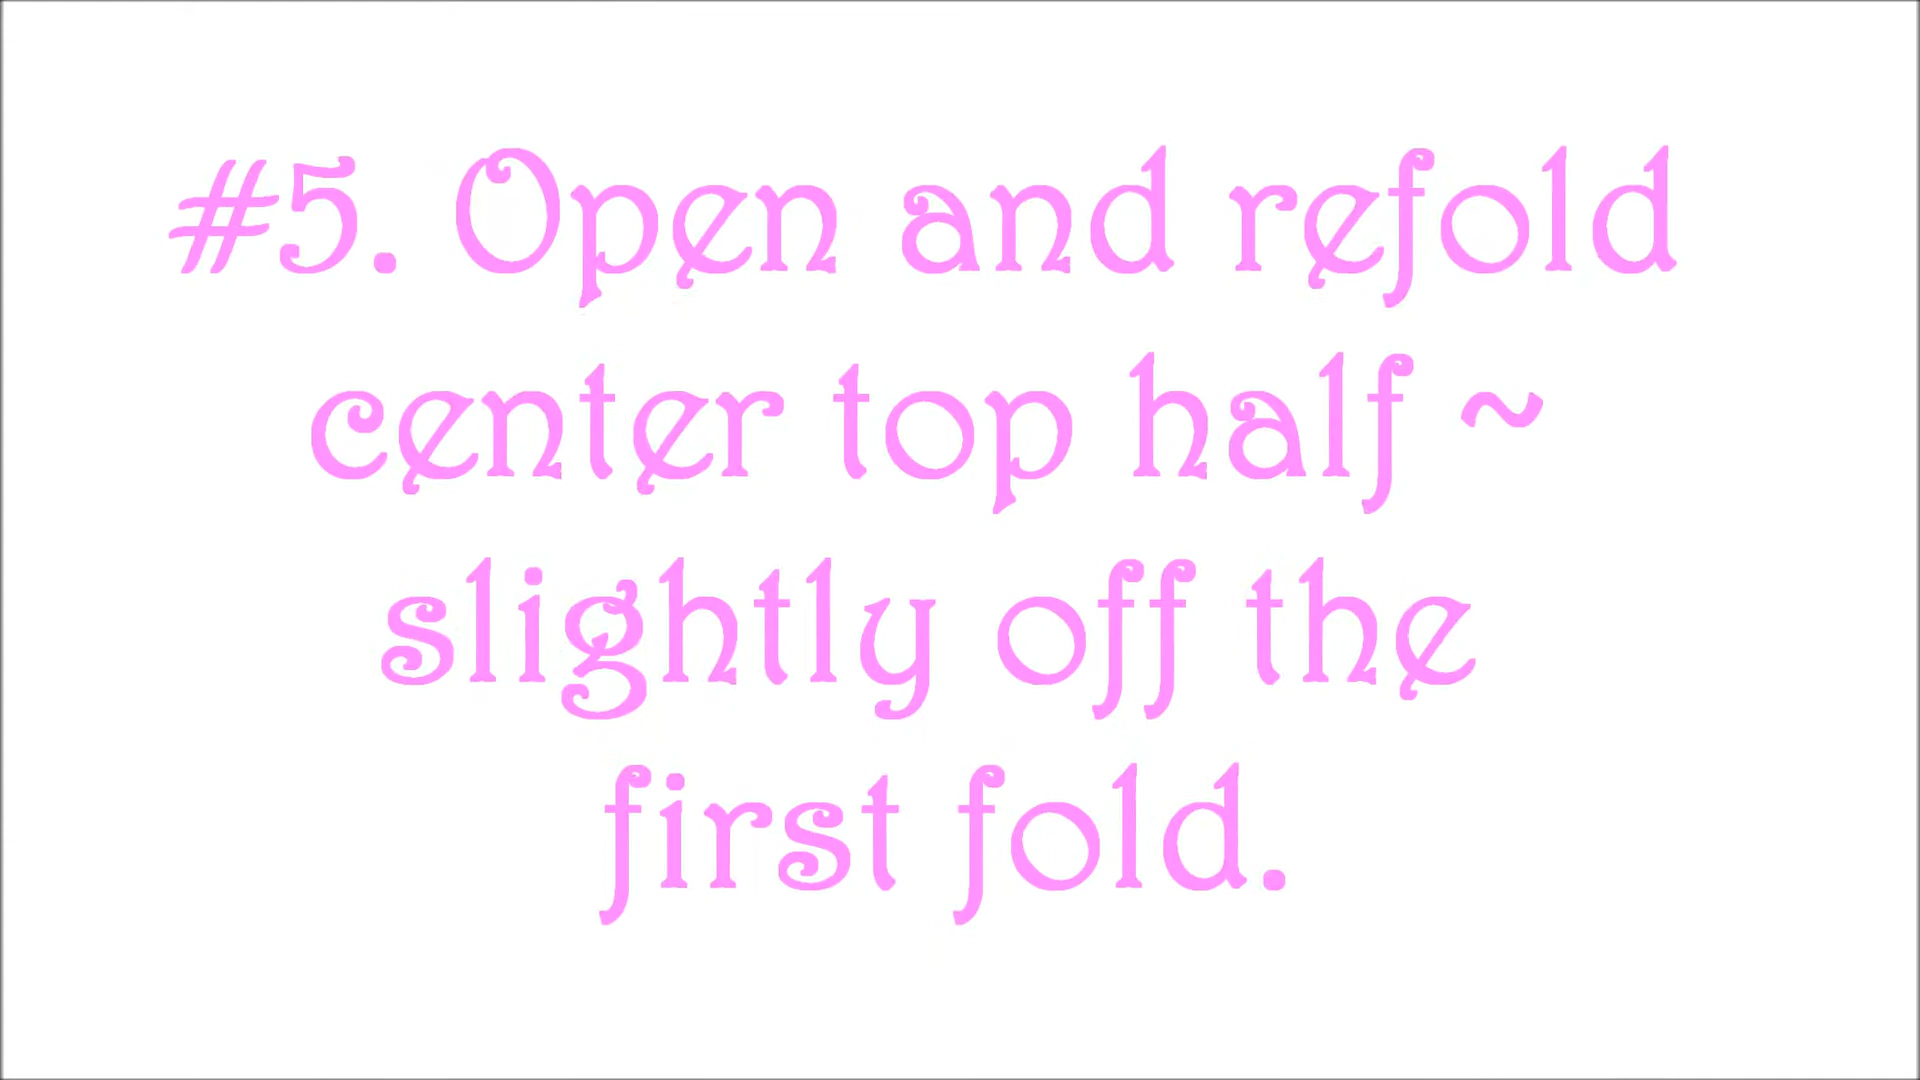 #5. Open and refold
center top half ~
slightly off the
first fold.